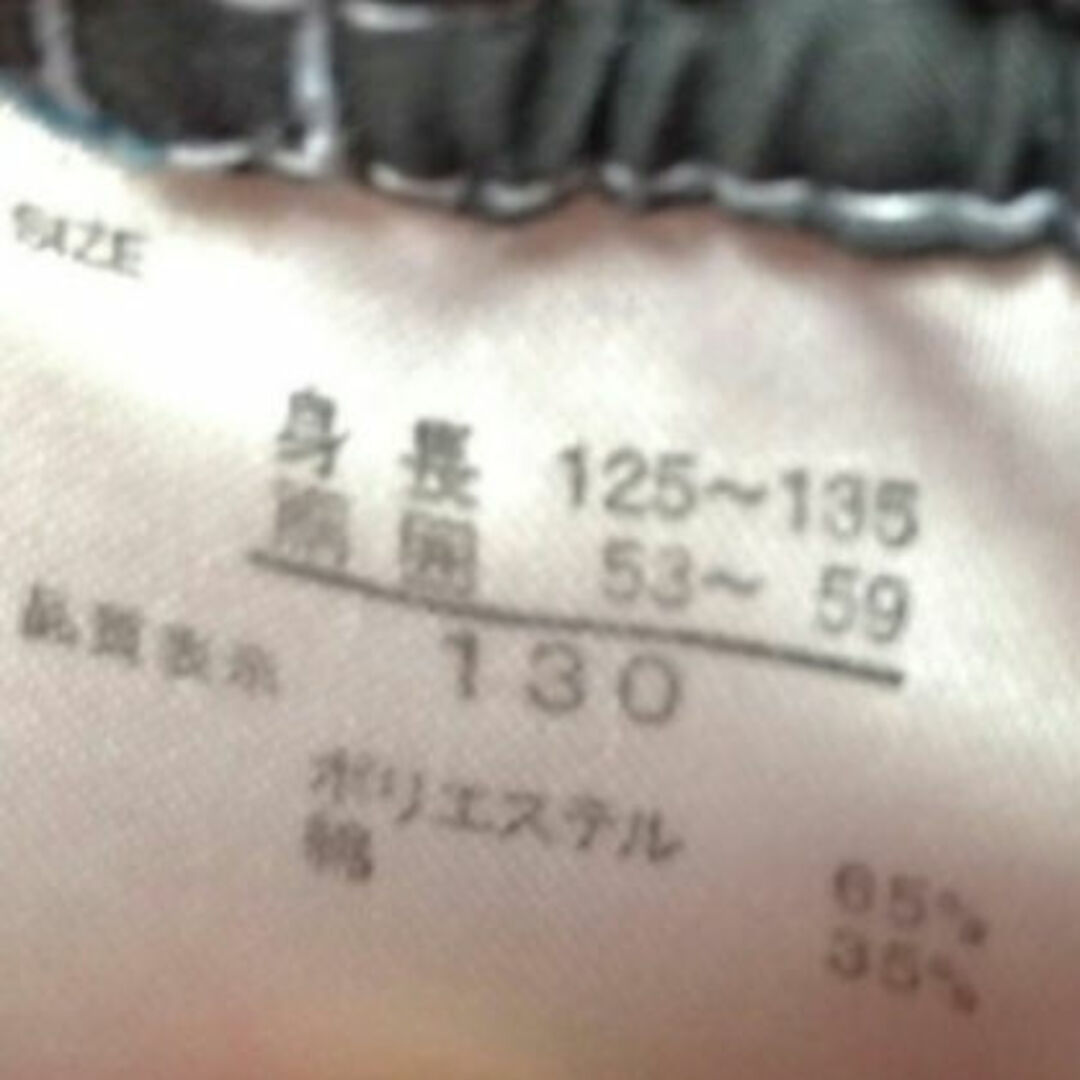 SIZE
身長 125～135
胴囲 53～ 59
130
品質表示
ポリエステル 65%
綿 35%